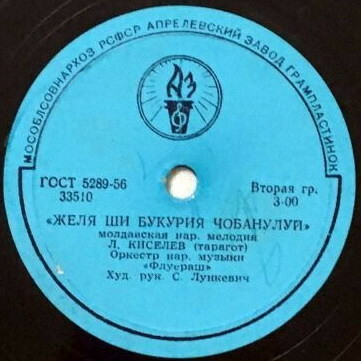 МОСОБЛСОВНАРХОЗ РСФСР АПРЕЛЕВСКИЙ ЗАВОД ГРАМПЛАСТИНОК
АЗ
ГОСТ 5289-56
33510
Вторая гр.
3-00
«ЖЕЛЯ ШИ БУКУРИЯ ЧОБАНУЛУЙ»
молдавская нар. мелодия
Л. КИСЕЛЕВ (тарагот)
Оркестр нар. музыки
«Флуераш»
Худ. рук. С. Лункевич